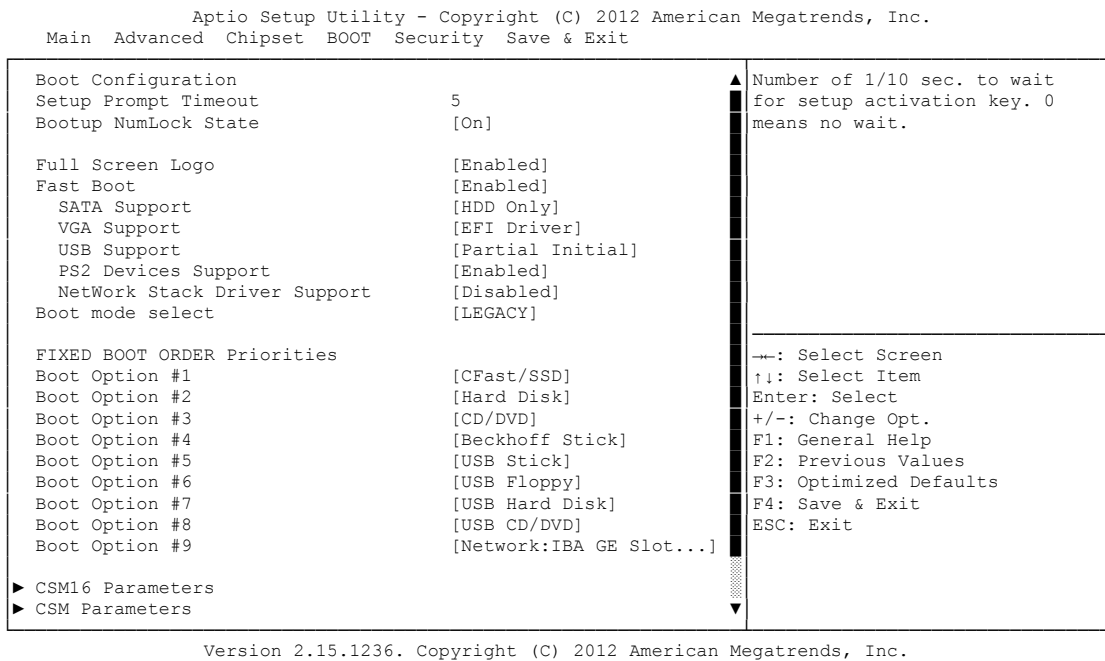 Aptio Setup Utility - Copyright (C) 2012 American Megatrends, Inc.
Main Advanced Chipset BOOT Security Save & Exit
Boot Configuration
Setup Prompt Timeout 5
Bootup NumLock State [On]
Full Screen Logo [Enabled]
Fast Boot [Enabled]
SATA Support [HDD Only]
VGA Support [EFI Driver]
USB Support [Partial Initial]
PS2 Devices Support [Enabled]
NetWork Stack Driver Support [Disabled]
Boot mode select [LEGACY]
FIXED BOOT ORDER Priorities
Boot Option #1 [CFast/SSD]
Boot Option #2 [Hard Disk]
Boot Option #3 [CD/DVD]
Boot Option #4 [Beckhoff Stick]
Boot Option #5 [USB Stick]
Boot Option #6 [USB Floppy]
Boot Option #7 [USB Hard Disk]
Boot Option #8 [USB CD/DVD]
Boot Option #9 [Network:IBA GE Slot...]
► CSM16 Parameters
► CSM Parameters
Number of 1/10 sec. to wait
for setup activation key. 0
means no wait.
→←: Select Screen
↑↓: Select Item
Enter: Select
+/-: Change Opt.
F1: General Help
F2: Previous Values
F3: Optimized Defaults
F4: Save & Exit
ESC: Exit
Version 2.15.1236. Copyright (C) 2012 American Megatrends, Inc.